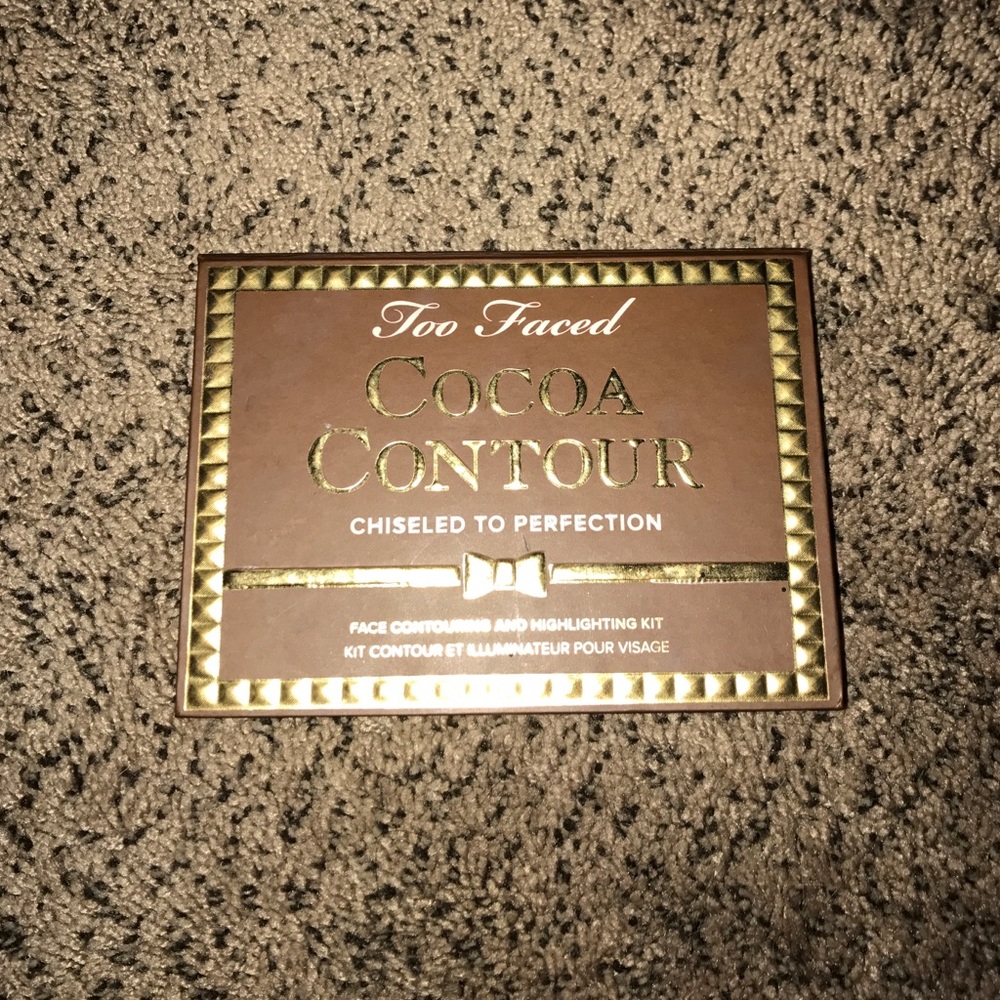 Too Faced
COCOA
CONTOUR
CHISELED TO PERFECTION
FACE CONTOURING AND HIGHLIGHTING KIT
KIT CONTOUR ET ILLUMINATEUR POUR VISAGE